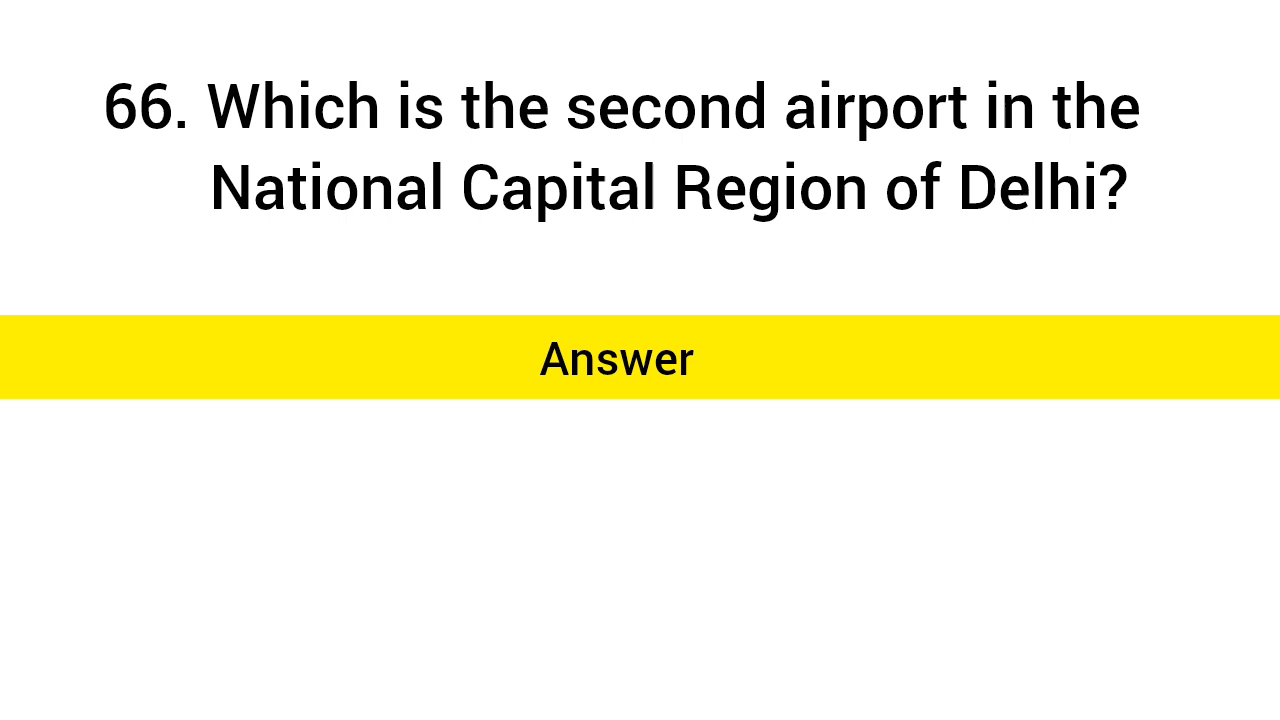 66. Which is the second airport in the
National Capital Region of Delhi?
Answer